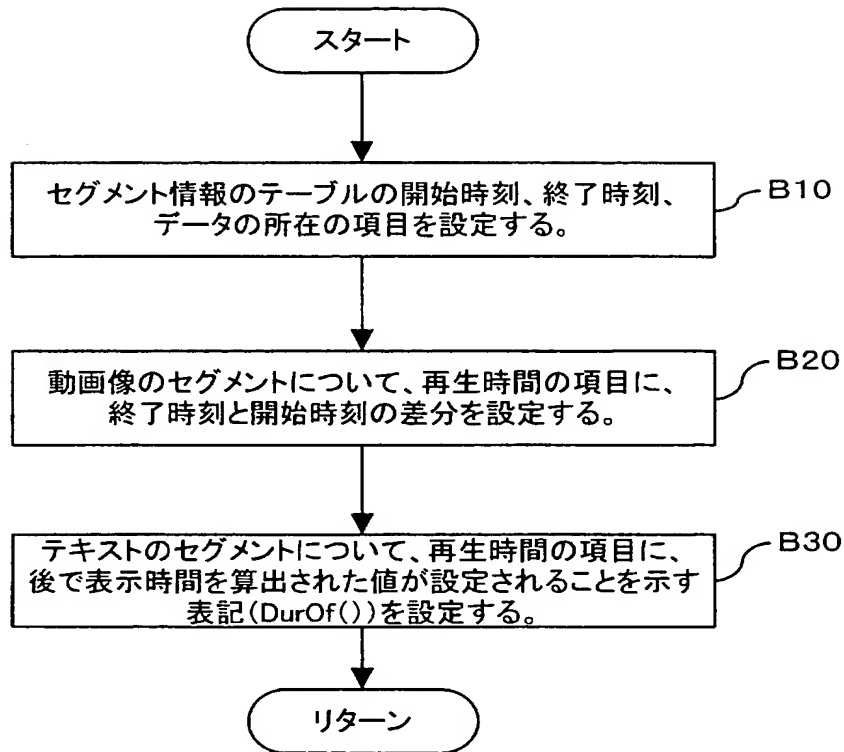 スタート
セグメント情報のテーブルの開始時刻、終了時刻、
データの所在の項目を設定する。
B10
動画像のセグメントについて、再生時間の項目に、
終了時刻と開始時刻の差分を設定する。
B20
テキストのセグメントについて、再生時間の項目に、
後で表示時間を算出された値が設定されることを示す
表記(DurOf())を設定する。
B30
リターン